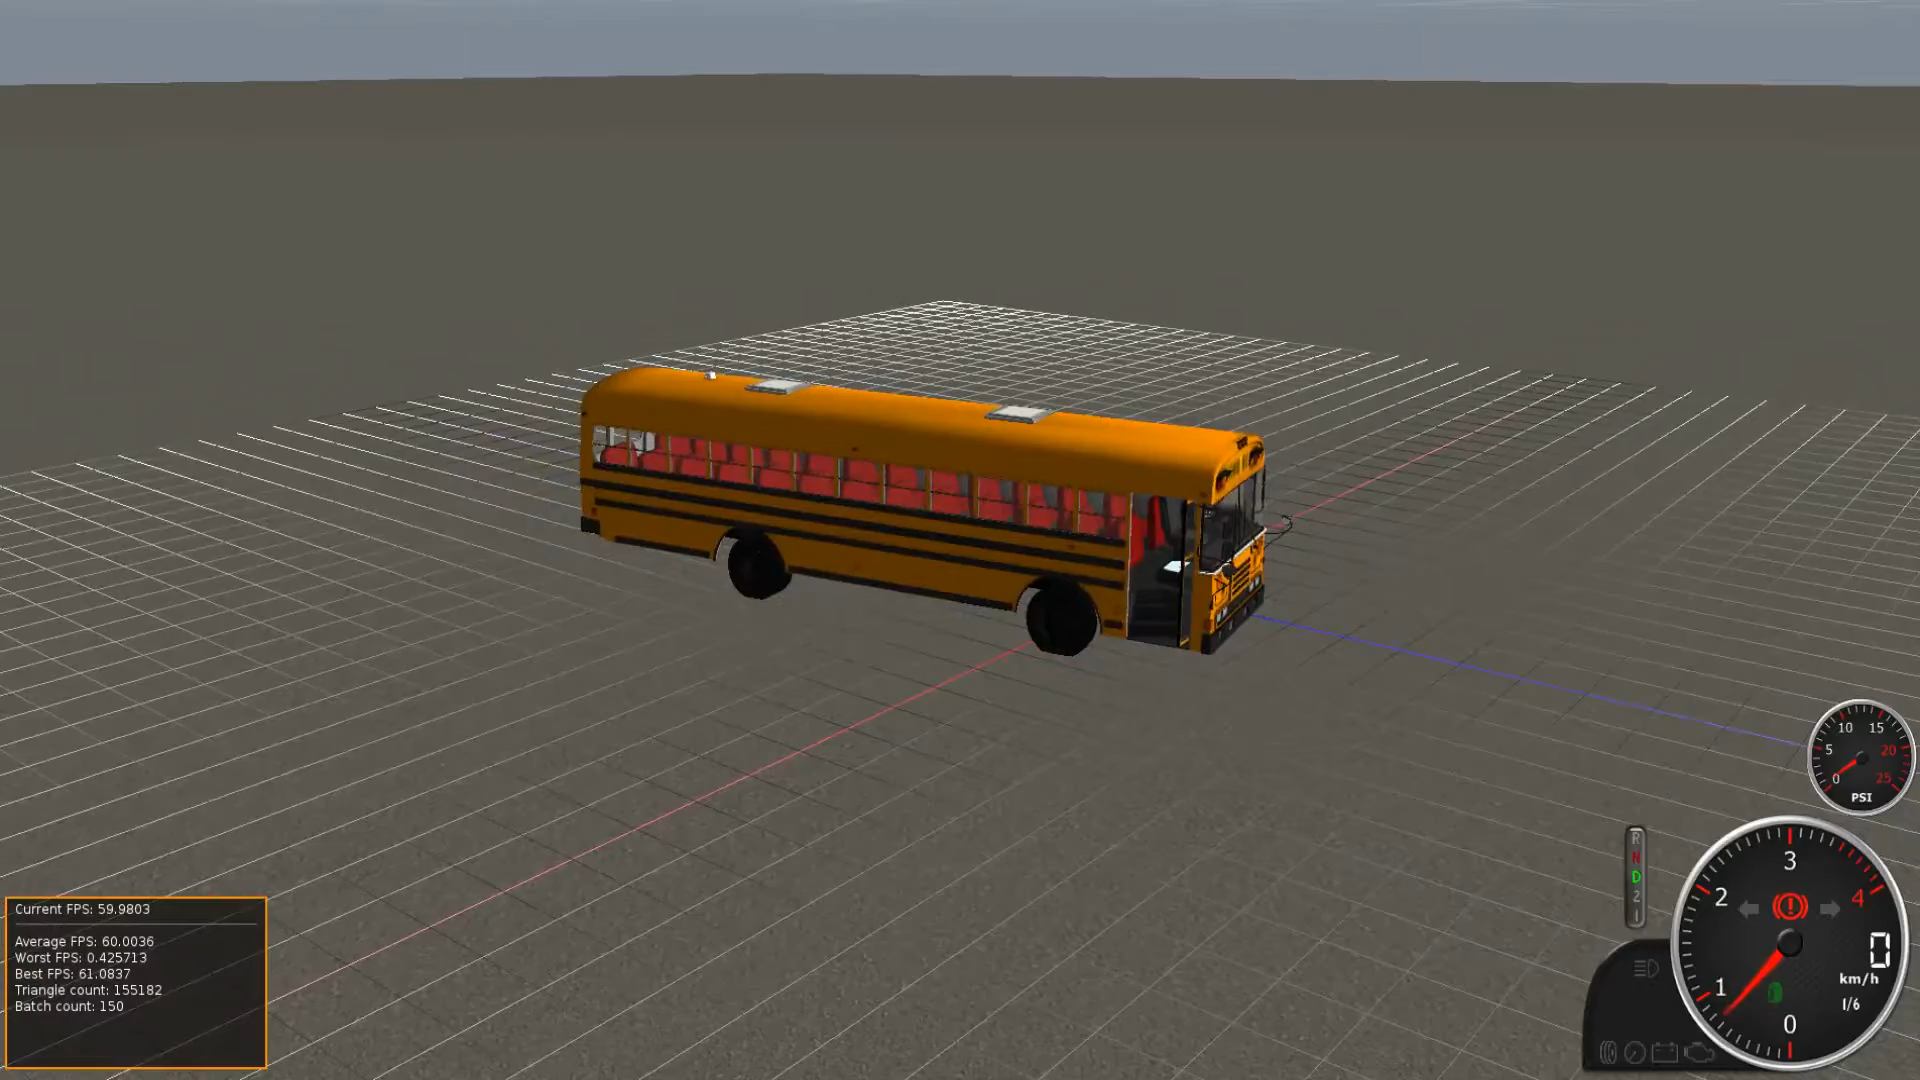 10 15
5 20
0 25
PSI
R
N
D
2
1
3
2 4
1
0
0
km/h
1/6
Current FPS: 59.9803
Average FPS: 60.0036
Worst FPS: 0.425713
Best FPS: 61.0837
Triangle count: 155182
Batch count: 150